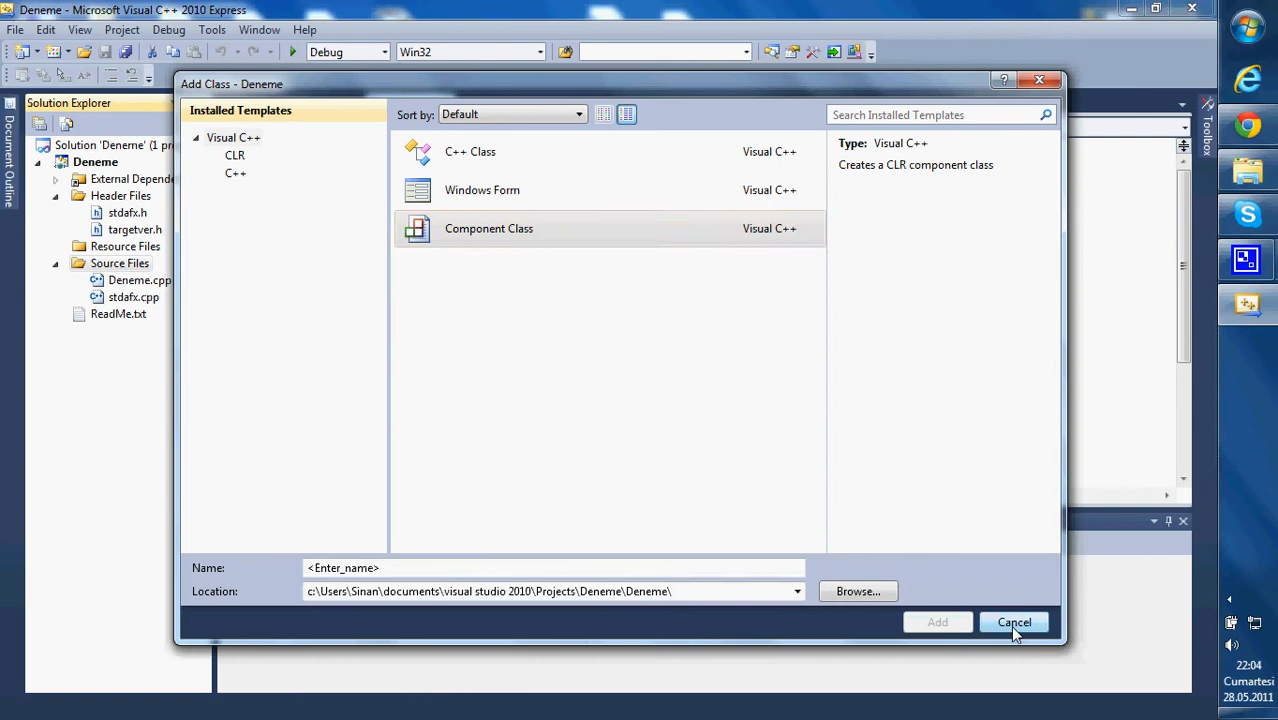 Deneme - Microsoft Visual C++ 2010 Express
File Edit View Project Debug Tools Window Help
Debug Win32
Solution Explorer
Document Outline
Toolbox
Solution 'Deneme' (1 pr
Deneme
External Depende
Header Files
stdafx.h
targetver.h
Resource Files
Source Files
Deneme.cpp
stdafx.cpp
ReadMe.txt
Add Class - Deneme
Installed Templates
Visual C++
CLR
C++
Sort by: Default
Search Installed Templates
C++ Class Visual C++
Windows Form Visual C++
Component Class Visual C++
Type: Visual C++
Creates a CLR component class
Name: <Enter_name>
Location: c:\Users\Sinan\documents\visual studio 2010\Projects\Deneme\Deneme\
Browse...
Add Cancel
22:04
Cumartesi
28.05.2011